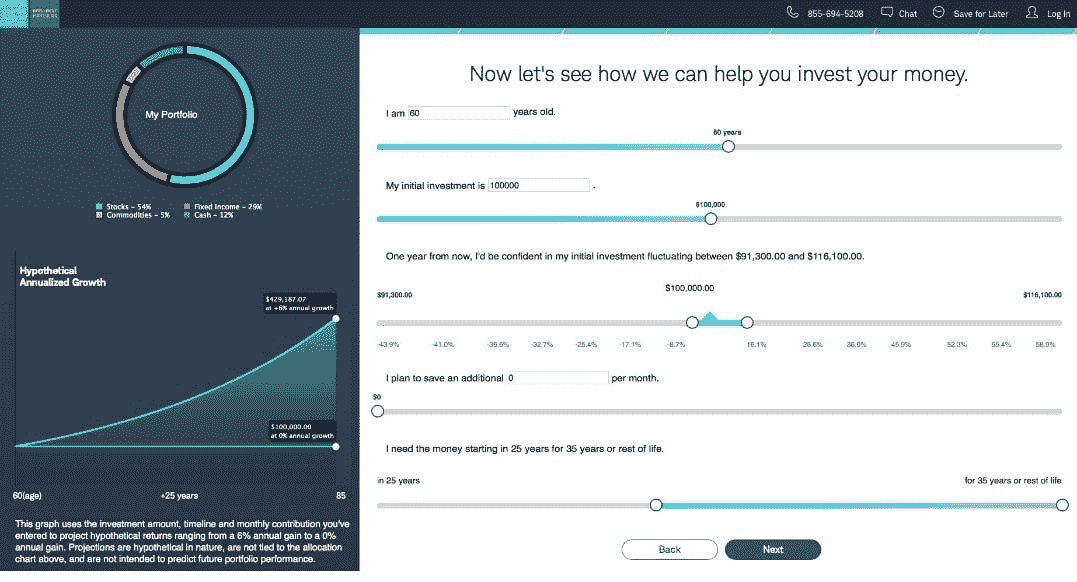 855-694-5208 Chat Save for Later Log In
My Portfolio
Stocks - 54% Fixed Income - 29%
Commodities - 5% Cash - 12%
Hypothetical
Annualized Growth
$429,187.07
at +6% annual growth
$100,000.00
at 0% annual growth
60(age) +25 years 85
This graph uses the investment amount, timeline and monthly contribution you've
entered to project hypothetical returns ranging from a 6% annual gain to a 0%
annual gain. Projections are hypothetical in nature, are not tied to the allocation
chart above, and are not intended to predict future portfolio performance.
Now let's see how we can help you invest your money.
I am 60 years old.
60 years
My initial investment is 100000 .
$100,000
One year from now, I'd be confident in my initial investment fluctuating between $91,300.00 and $116,100.00.
$100,000.00
$91,300.00 $116,100.00
-43.9% -41.0% -35.6% -32.7% -25.4% -17.1% -8.7% 16.1% 26.6% 36.8% 45.9% 52.3% 55.4% 58.9%
I plan to save an additional 0 per month.
$0
I need the money starting in 25 years for 35 years or rest of life.
in 25 years for 35 years or rest of life
Back Next